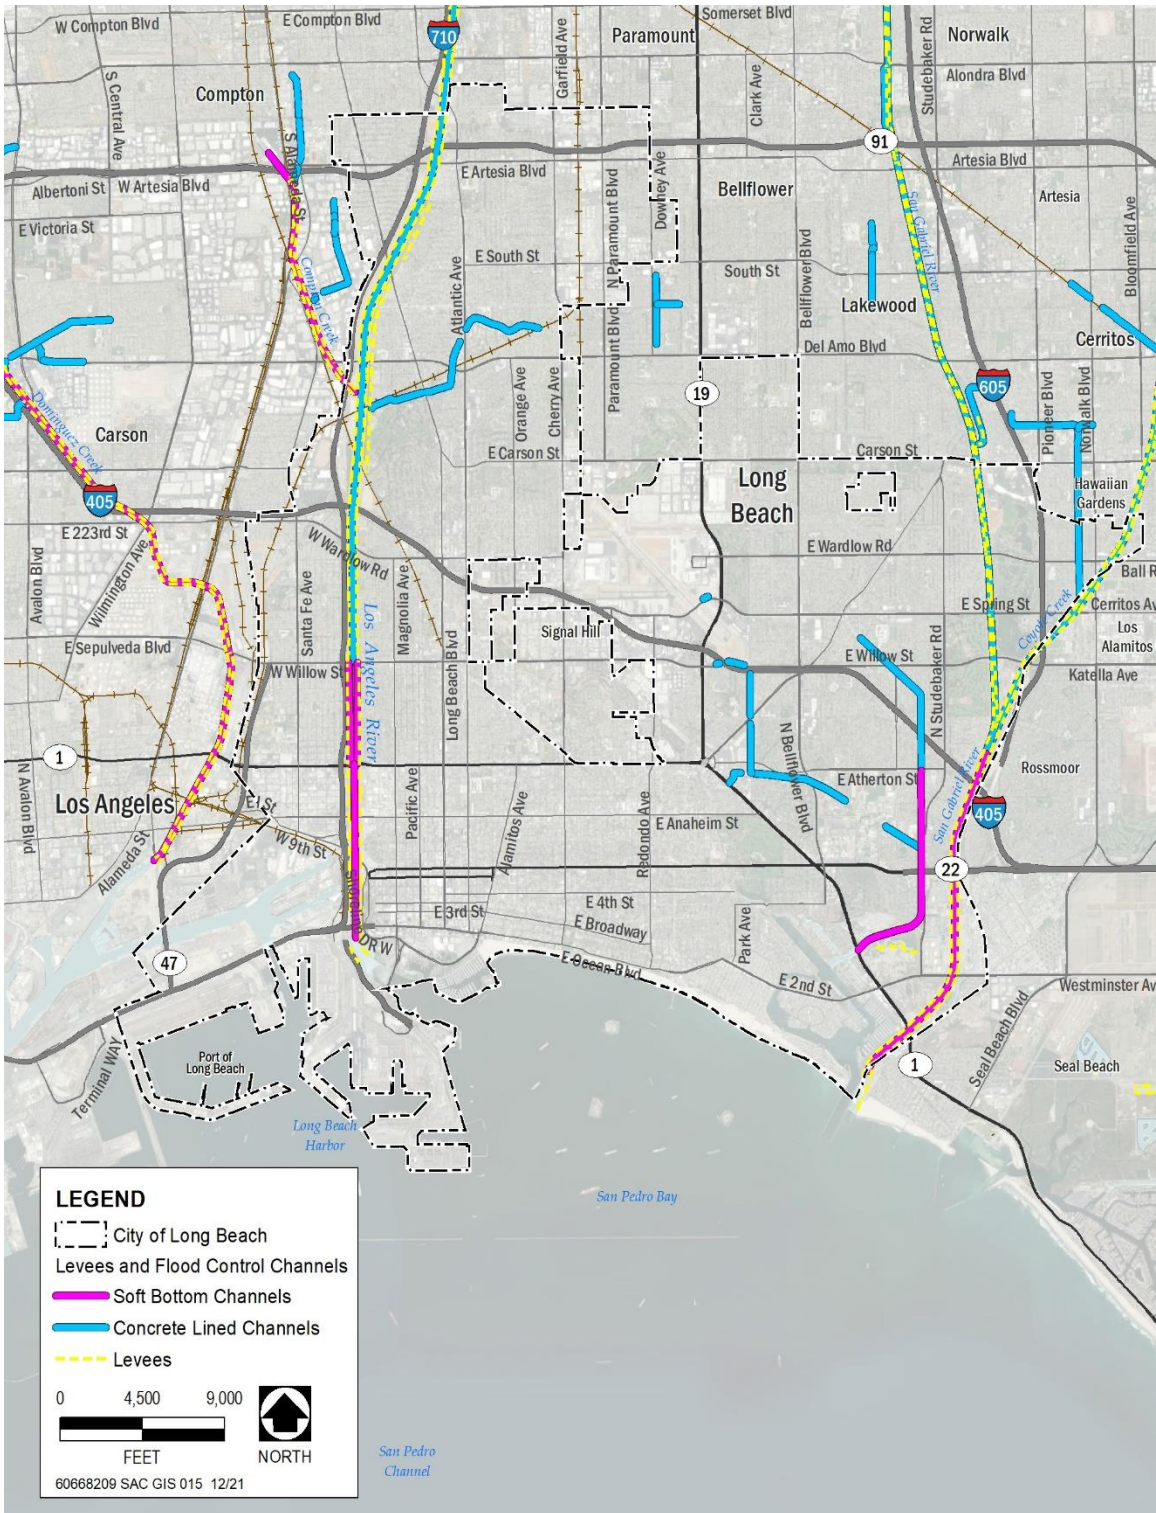 W Compton Blvd
E Compton Blvd
710
Garfield Ave
Paramount
Somerset Blvd
Studebaker Rd
Norwalk
Alondra Blvd
S Central Ave
Compton
Clark Ave
S Alameda St
91
Albertoni St
W Artesia Blvd
E Artesia Blvd
Artesia Blvd
N Paramount Blvd
Downey Ave
Bellflower
Artesia
E Victoria St
San Gabriel River
Bloomfield Ave
E South St
South St
Bellflower Blvd
Compton Creek
Atlantic Ave
Lakewood
Paramount Blvd
Del Amo Blvd
Cerritos
Orange Ave
Cherry Ave
19
605
Pioneer Blvd
Norwalk Blvd
Dominguez Creek
Carson
E Carson St
Carson St
Long
Beach
Hawaiian
Gardens
405
E 223rd St
W Wardlow Rd
E Wardlow Rd
Avalon Blvd
Wilmington Ave
Santa Fe Ave
Magnolia Ave
Ball R
Los Angeles River
E Spring St
Cerritos Av
Coyote Creek
Signal Hill
Los
Alamitos
E Sepulveda Blvd
Long Beach Blvd
E Willow St
W Willow St
Katella Ave
N Studebaker Rd
1
N Bellflower Blvd
Rossmoor
E Atherton St
N Avalon Blvd
Los Angeles
E I St
Pacific Ave
Alamitos Ave
San Gabriel River
405
E Anaheim St
W 9th St
Redondo Ave
Alameda St
22
Shoreline DR W
E 3rd St
E 4th St
E Broadway
Park Ave
47
E Ocean Blvd
E 2nd St
Westminster Av
Seal Beach Blvd
Terminal WAY
Port of
Long Beach
1
Seal Beach
Long Beach
Harbor
San Pedro Bay
LEGEND
City of Long Beach
Levees and Flood Control Channels
Soft Bottom Channels
Concrete Lined Channels
Levees
0 4,500 9,000
FEET
NORTH
60668209 SAC GIS 015 12/21
San Pedro
Channel